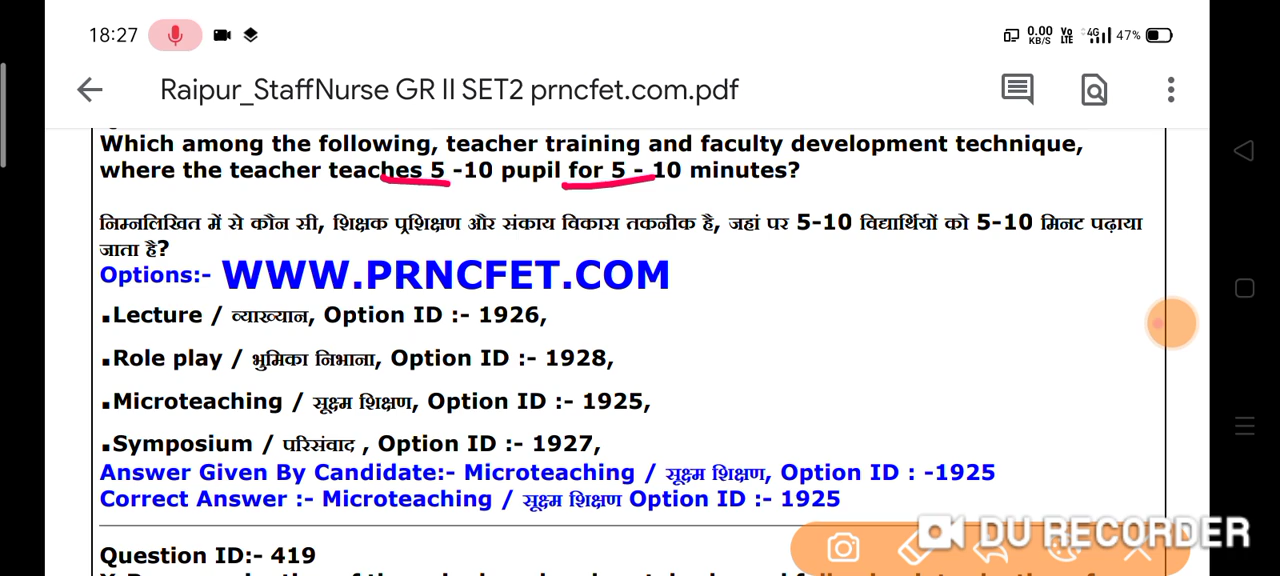 18:27 0.00 KB/S Vo LTE 4G 47%
Raipur_StaffNurse GR II SET2 prncfet.com.pdf
Which among the following, teacher training and faculty development technique,
where the teacher teaches 5 -10 pupil for 5 - 10 minutes?
निम्नलिखित में से कौन सी, शिक्षक प्रशिक्षण और संकाय विकास तकनीक है, जहां पर 5-10 विद्यार्थियों को 5-10 मिनट पढ़ाया
जाता है?
Options:- WWW.PRNCFET.COM
▪Lecture / व्याख्यान, Option ID :- 1926,
▪Role play / भुमिका निभाना, Option ID :- 1928,
▪Microteaching / सूक्ष्म शिक्षण, Option ID :- 1925,
▪Symposium / परिसंवाद , Option ID :- 1927,
Answer Given By Candidate:- Microteaching / सूक्ष्म शिक्षण, Option ID : -1925
Correct Answer :- Microteaching / सूक्ष्म शिक्षण Option ID :- 1925
DU RECORDER
Question ID:- 419